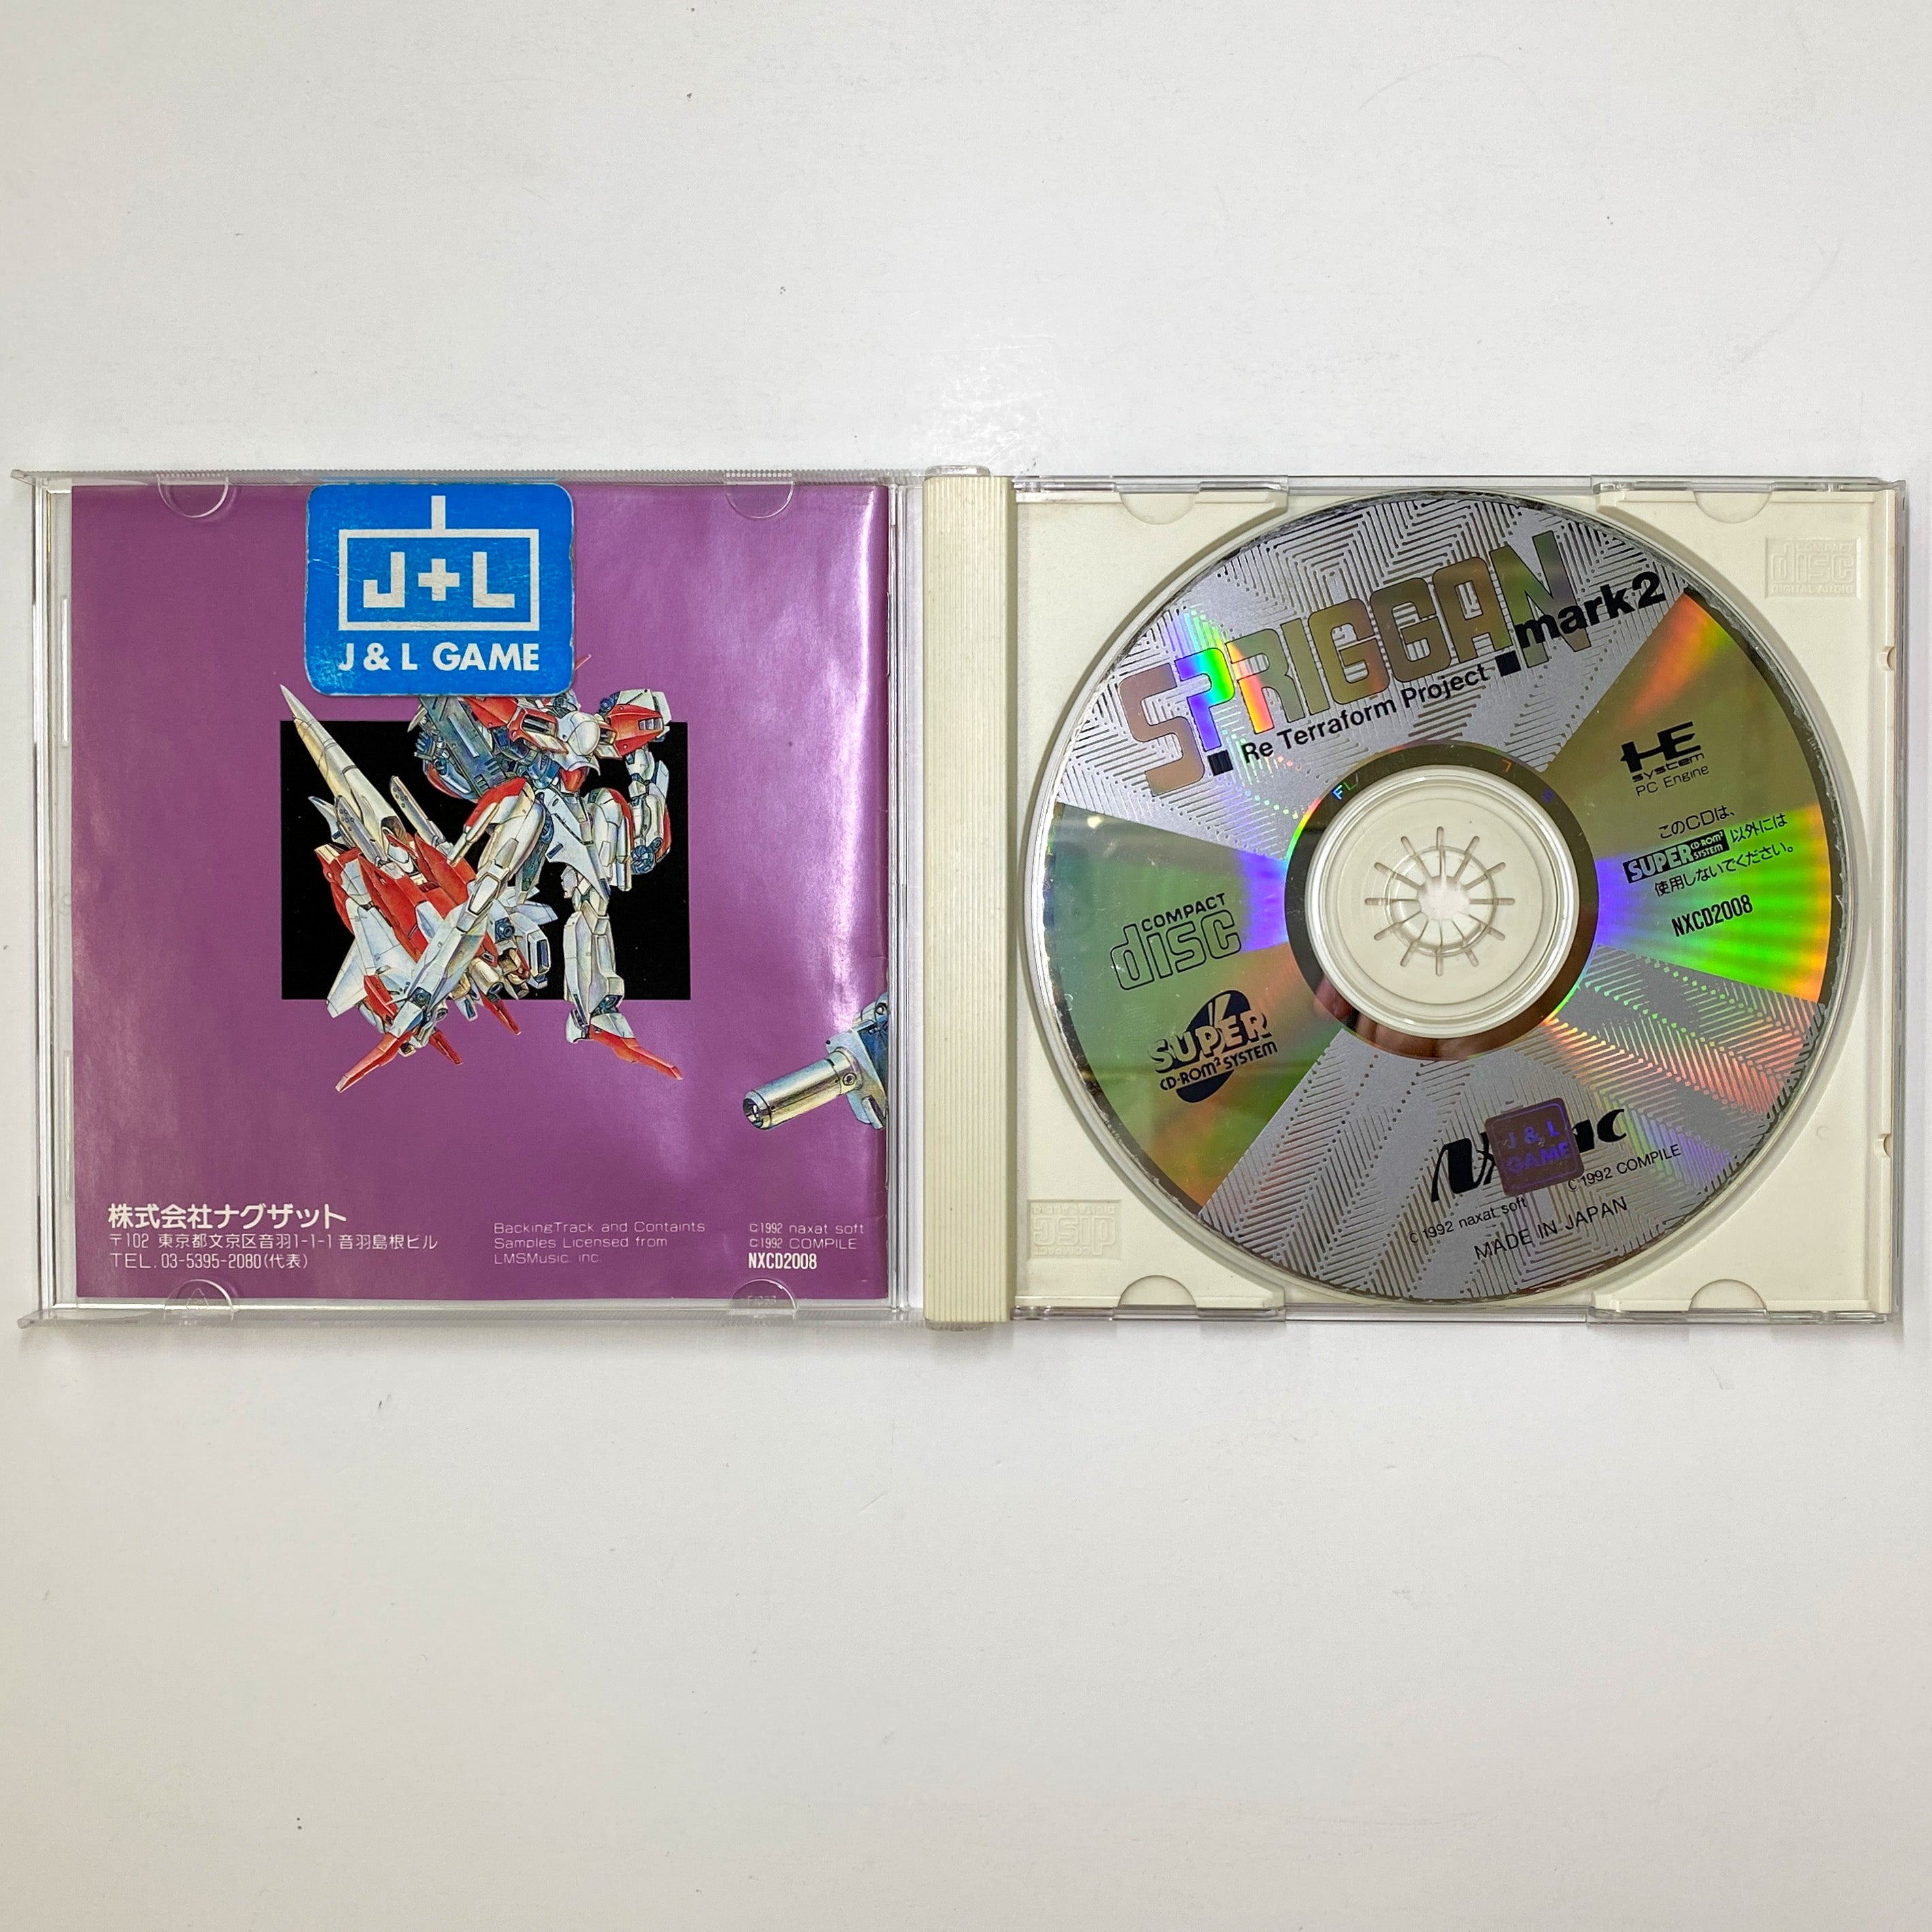 J+L
J & L GAME
株式会社ナグザット
〒102 東京都文京区音羽1-1-1 音羽島根ビル
TEL. 03-5395-2080(代表)
BackingTrack and Containts
Samples Licensed from
LMSMusic. inc.
©1992 naxat soft
©1992 COMPILE
NXCD2008
SPRIGGAN
mark2
Re Terraform Project
HE
system
PC Engine
このCDは、
SUPER CD-ROM² SYSTEM 以外には
使用しないでください。
NXCD2008
COMPACT
disc
SUPER
CD-ROM² SYSTEM
J & L
GAME
©1992 naxat soft
©1992 COMPILE
MADE IN JAPAN
COMPACT
disc
DIGITAL AUDIO